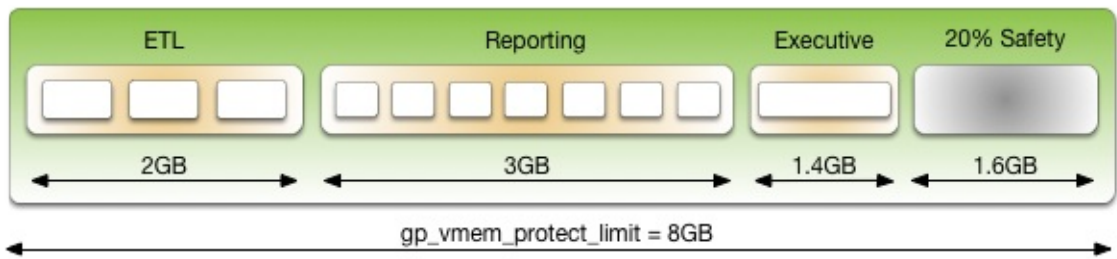 ETL Reporting Executive 20% Safety
2GB 3GB 1.4GB 1.6GB
gp_vmem_protect_limit = 8GB